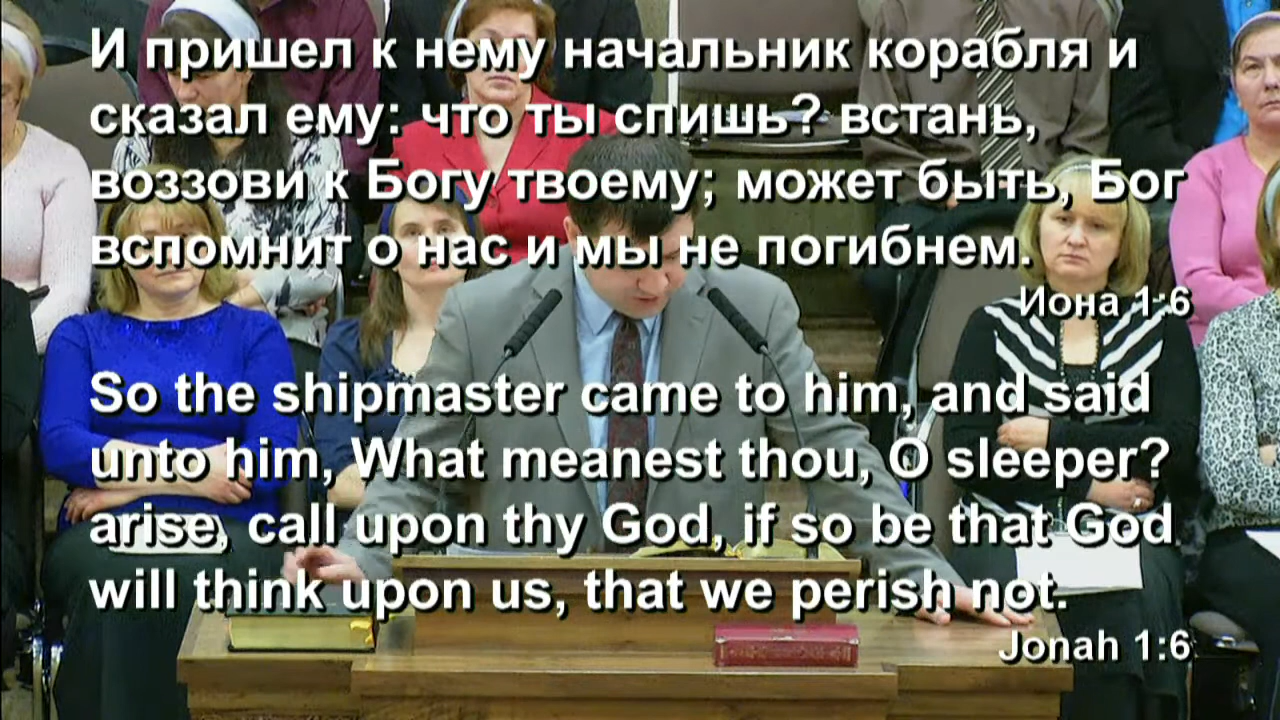 И пришел к нему начальник корабля и
сказал ему: что ты спишь? встань,
воззови к Богу твоему; может быть, Бог
вспомнит о нас и мы не погибнем.
Иона 1:6
So the shipmaster came to him, and said
unto him, What meanest thou, O sleeper?
arise, call upon thy God, if so be that God
will think upon us, that we perish not.
Jonah 1:6